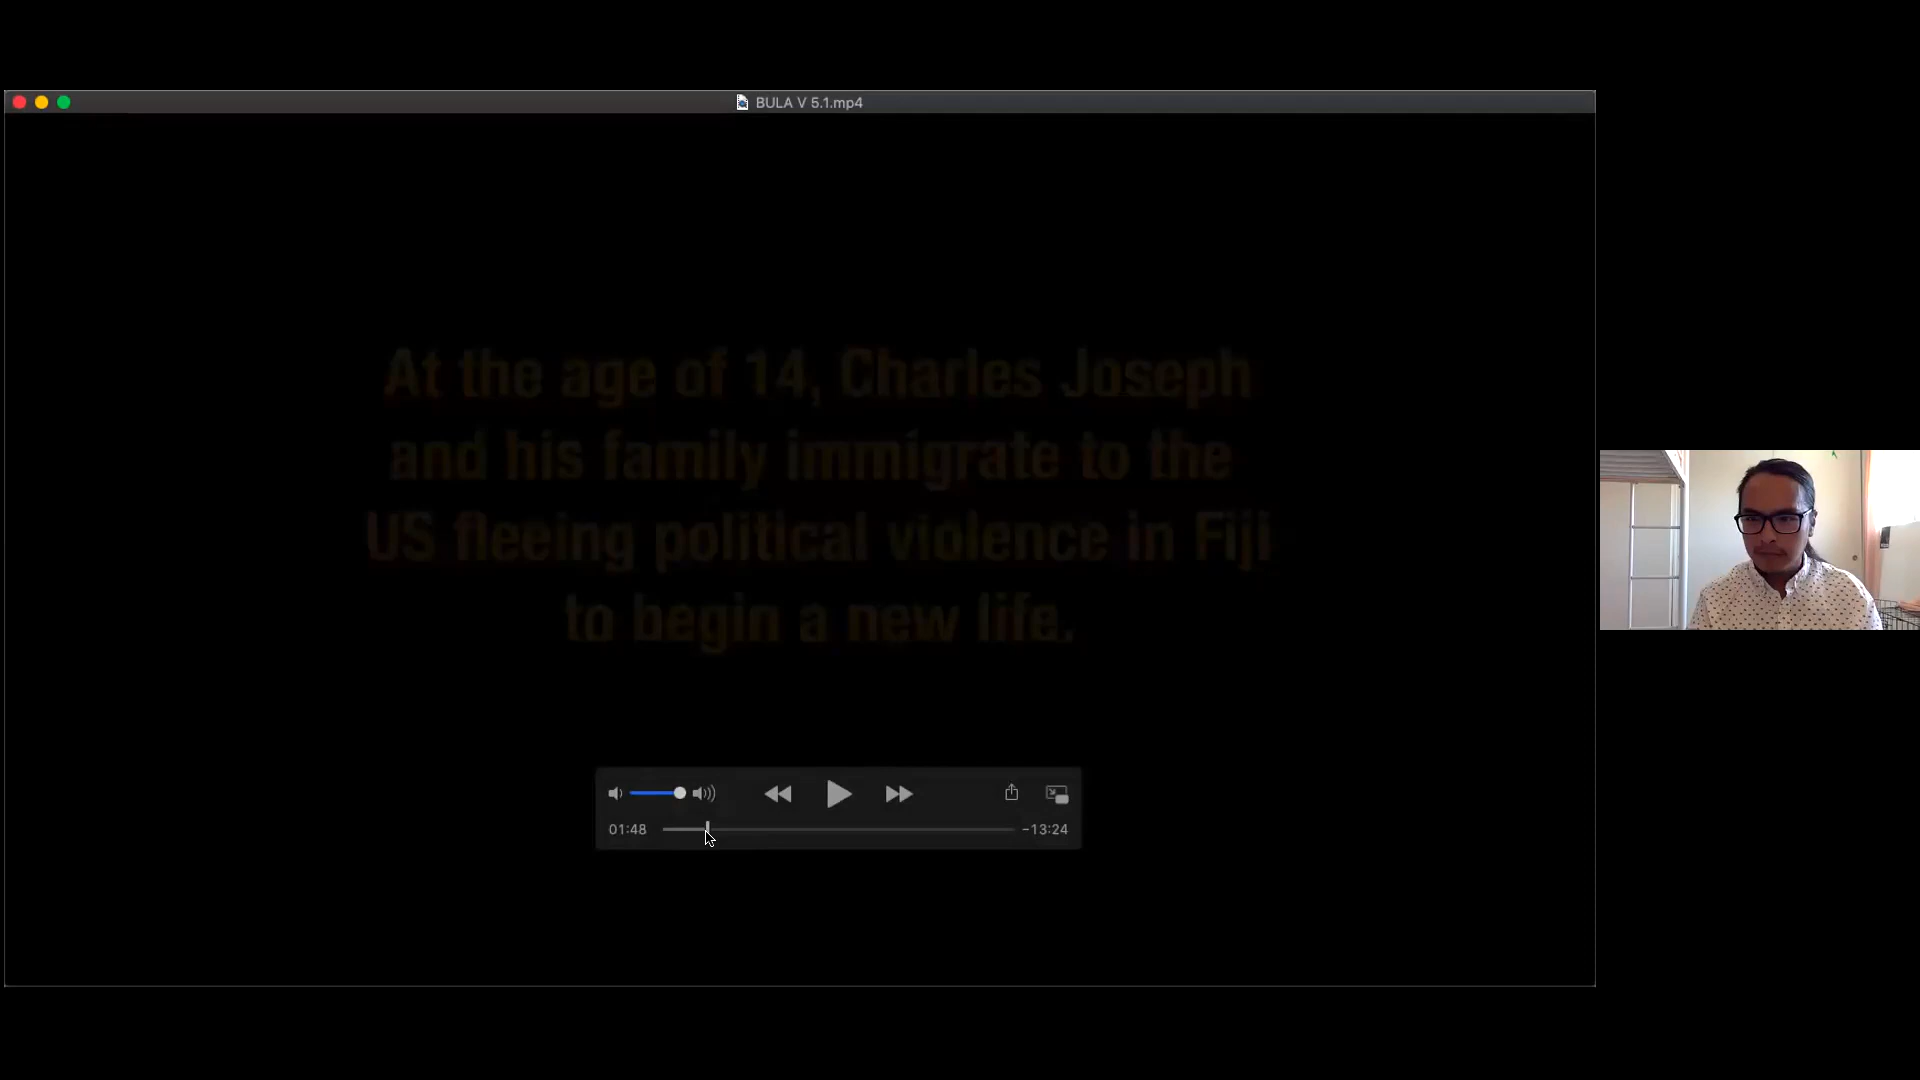 BULA V 5.1.mp4
At the age of 14, Charles Joseph
and his family immigrate to the
US fleeing political violence in Fiji
to begin a new life.
01:48
-13:24